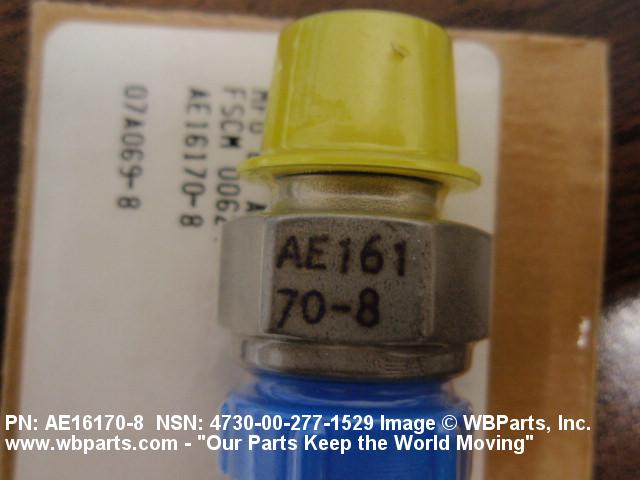 FSCM
AE16170-8
07A069-8
AE161
70-8
PN: AE16170-8 NSN: 4730-00-277-1529 Image © WBParts, Inc.
www.wbparts.com - "Our Parts Keep the World Moving"